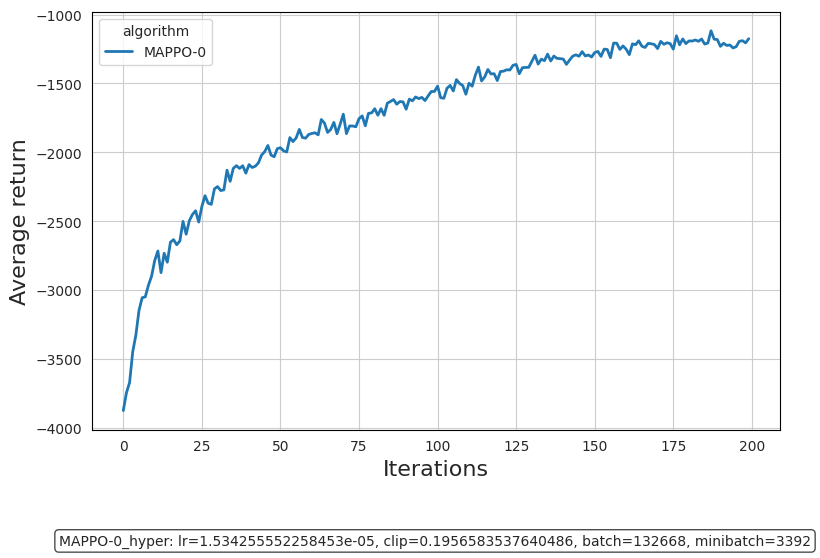 −1000
−1500
−2000
−2500
−3000
−3500
−4000
Average return
algorithm
MAPPO-0
0 25 50 75 100 125 150 175 200
Iterations
MAPPO-0_hyper: lr=1.534255552258453e-05, clip=0.1956583537640486, batch=132668, minibatch=3392